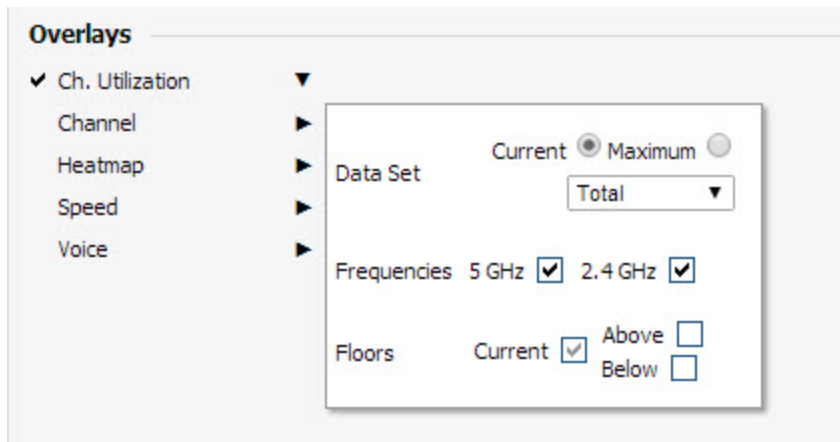 Overlays
Ch. Utilization
Channel
Heatmap
Speed
Voice
Data Set
Current Maximum
Total
Frequencies 5 GHz 2.4 GHz
Floors
Current
Above
Below